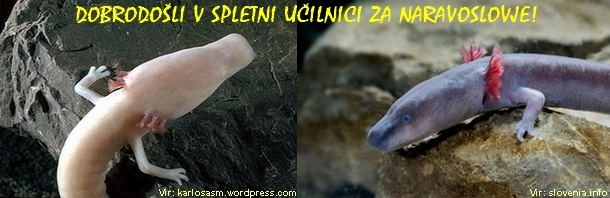 DOBRODOŠLI V SPLETNI UČILNICI ZA NARAVOSLOVJE!
Vir: karlosasm.wordpress.com
Vir: slovenia.info